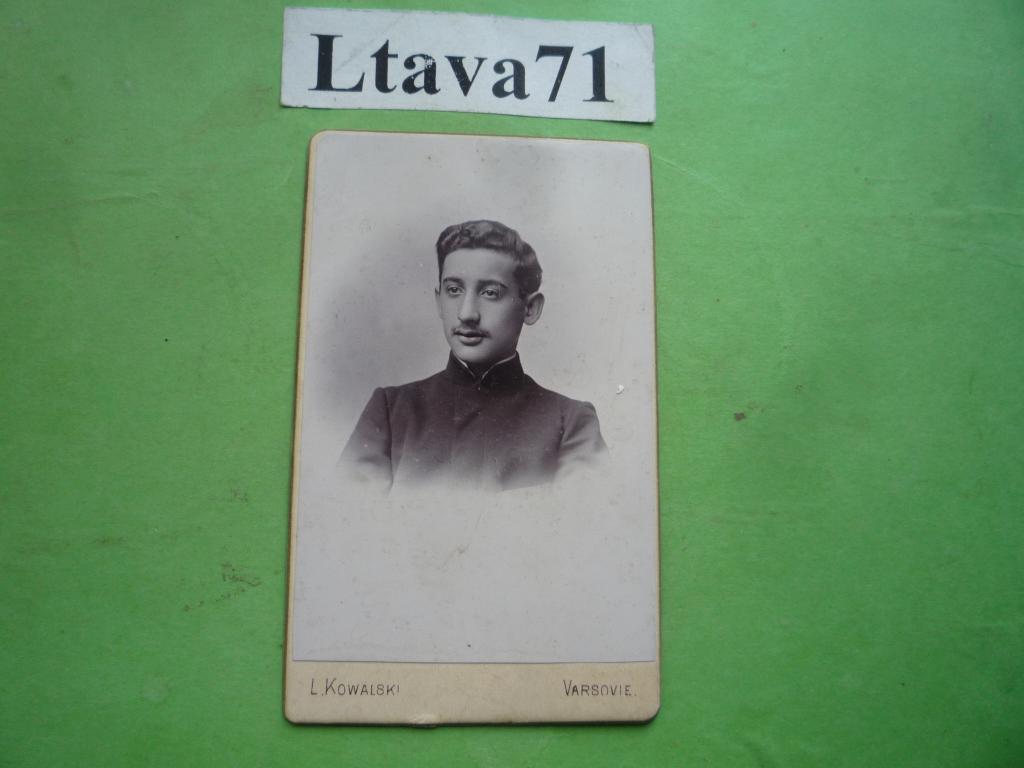 Ltava71
L. KOWALSKI VARSOVIE.